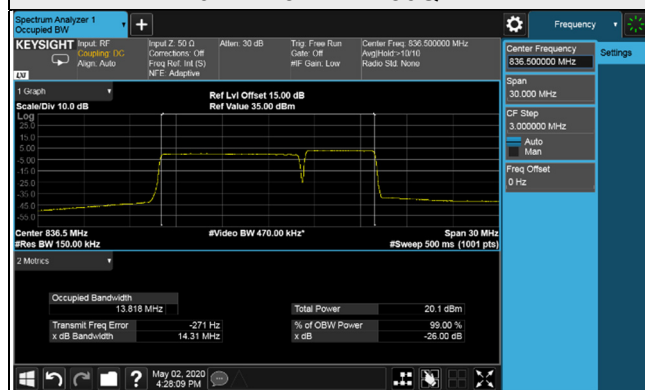 Spectrum Analyzer 1
Occupied BW
Frequency
KEYSIGHT
Input: RF
Coupling: DC
Align: Auto
Input Z: 50 Ω
Corrections: Off
Freq Ref: Int (S)
NFE: Adaptive
Atten: 30 dB
Trig: Free Run
Gate: Off
#IF Gain: Low
Center Freq: 836.500000 MHz
Avg|Hold:>10/10
Radio Std: None
LXI
Center Frequency
836.500000 MHz
Settings
Span
30.000 MHz
CF Step
3.000000 MHz
Auto
Man
Freq Offset
0 Hz
1 Graph
Scale/Div 10.0 dB
Ref Lvl Offset 15.00 dB
Ref Value 35.00 dBm
Log
25.0
15.0
5.00
-5.00
-15.0
-25.0
-35.0
-45.0
-55.0
Center 836.5 MHz
#Res BW 150.00 kHz
#Video BW 470.00 kHz*
Span 30 MHz
#Sweep 500 ms (1001 pts)
2 Metrics
Occupied Bandwidth
13.818 MHz
Total Power 20.1 dBm
Transmit Freq Error -271 Hz
% of OBW Power 99.00 %
x dB Bandwidth 14.31 MHz
x dB -26.00 dB
May 02, 2020
4:28:09 PM